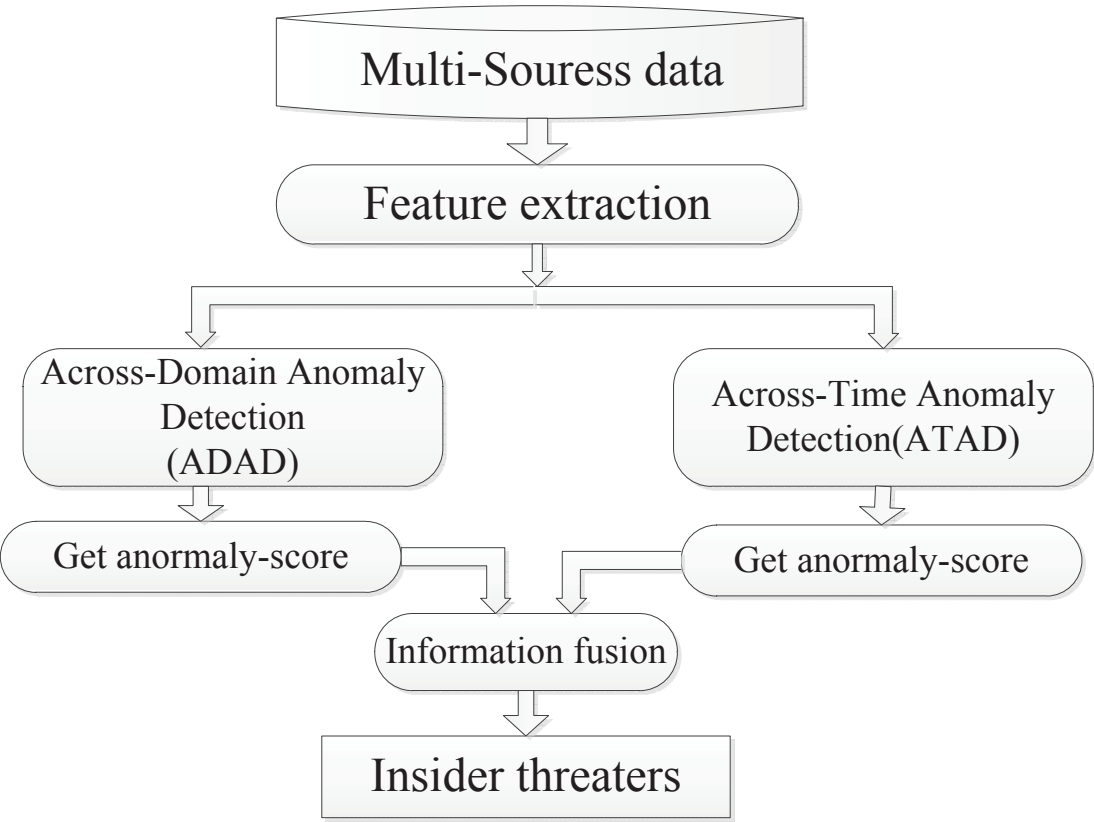 Multi-Souress data
Feature extraction
Across-Domain Anomaly
Detection
(ADAD)
Across-Time Anomaly
Detection(ATAD)
Get anormaly-score
Get anormaly-score
Information fusion
Insider threaters